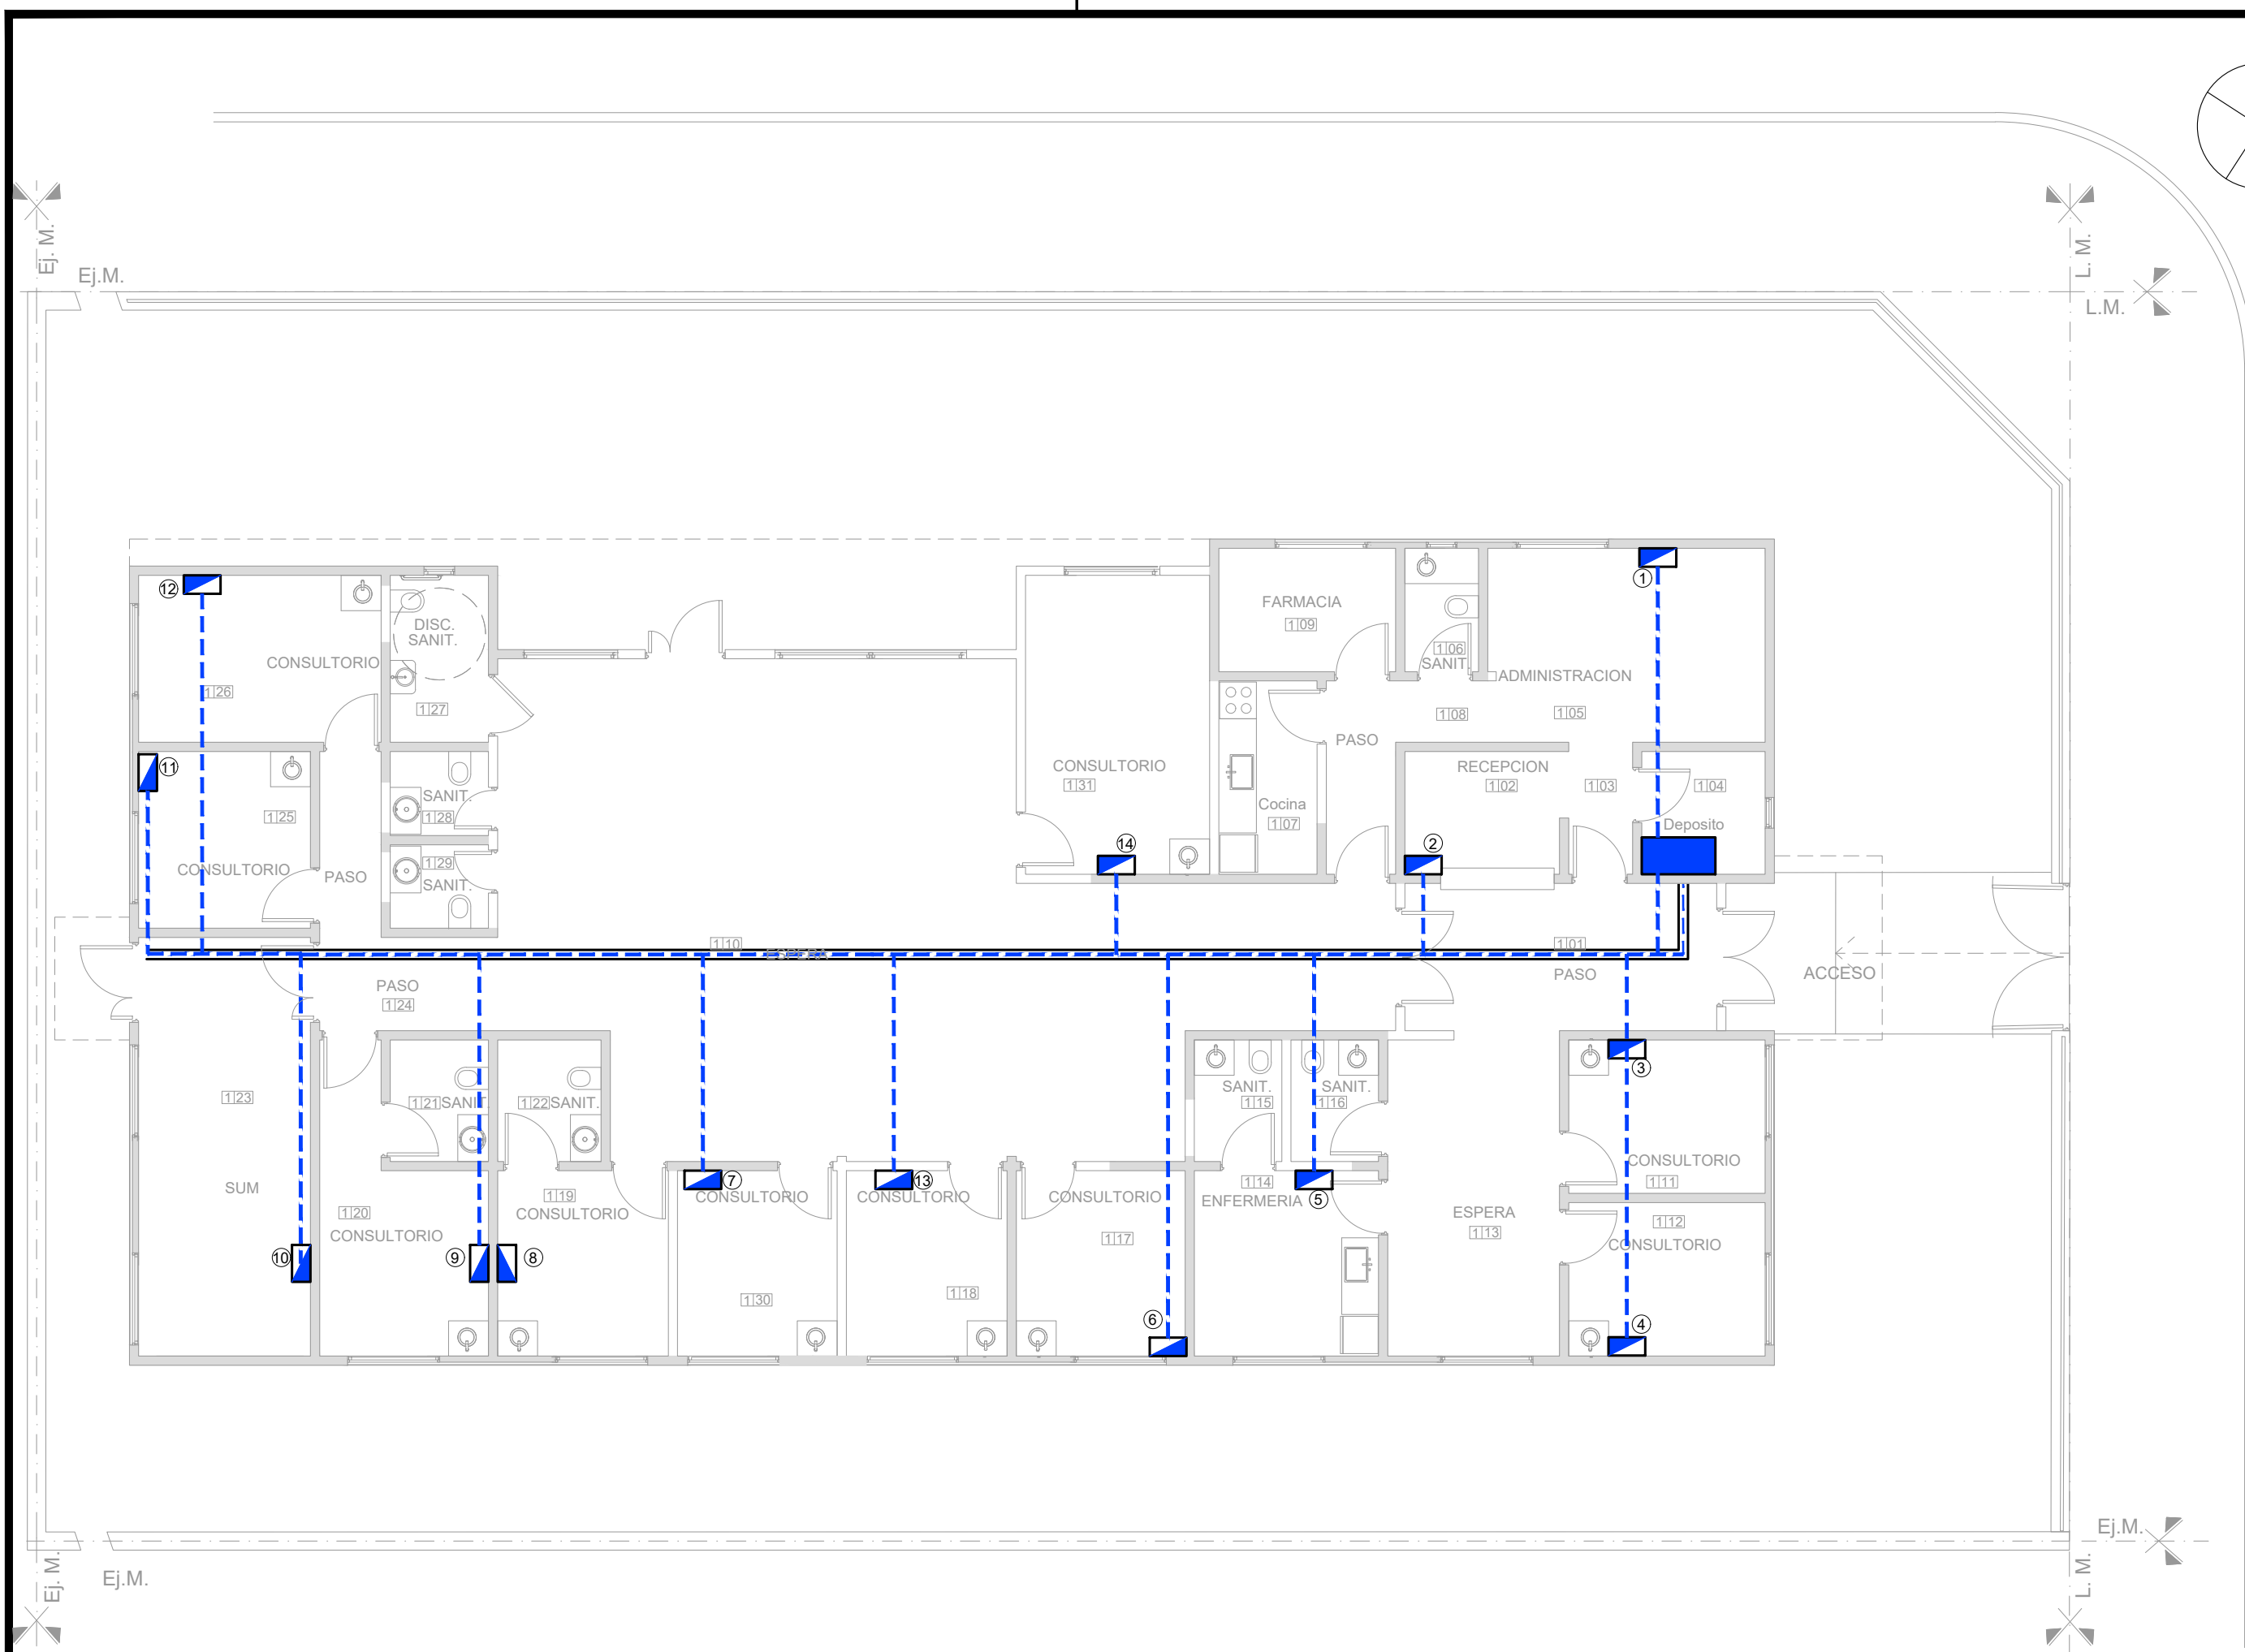 Ej. M.
Ej.M.
L. M.
L.M.
12
1
FARMACIA
1 09
DISC.
SANIT.
1 06
SANIT.
CONSULTORIO
ADMINISTRACION
1 26
1 27
1 08
1 05
PASO
11
CONSULTORIO
1 31
RECEPCION
1 02
1 03
1 04
SANIT.
1 28
1 25
Cocina
1 07
Deposito
14
2
CONSULTORIO
PASO
1 29
SANIT.
1 10
ESPERA
1 01
PASO
ACCESO
PASO
1 24
3
1 23
1 21
SANIT
1 22
SANIT.
SANIT.
1 15
SANIT.
1 16
CONSULTORIO
1 11
SUM
1 19
CONSULTORIO
7
CONSULTORIO
13
CONSULTORIO
CONSULTORIO
1 14
ENFERMERIA
5
1 20
CONSULTORIO
1 17
ESPERA
1 13
1 12
CONSULTORIO
10
9
8
1 30
1 18
6
4
Ej.M.
Ej. M.
Ej.M.
L. M.